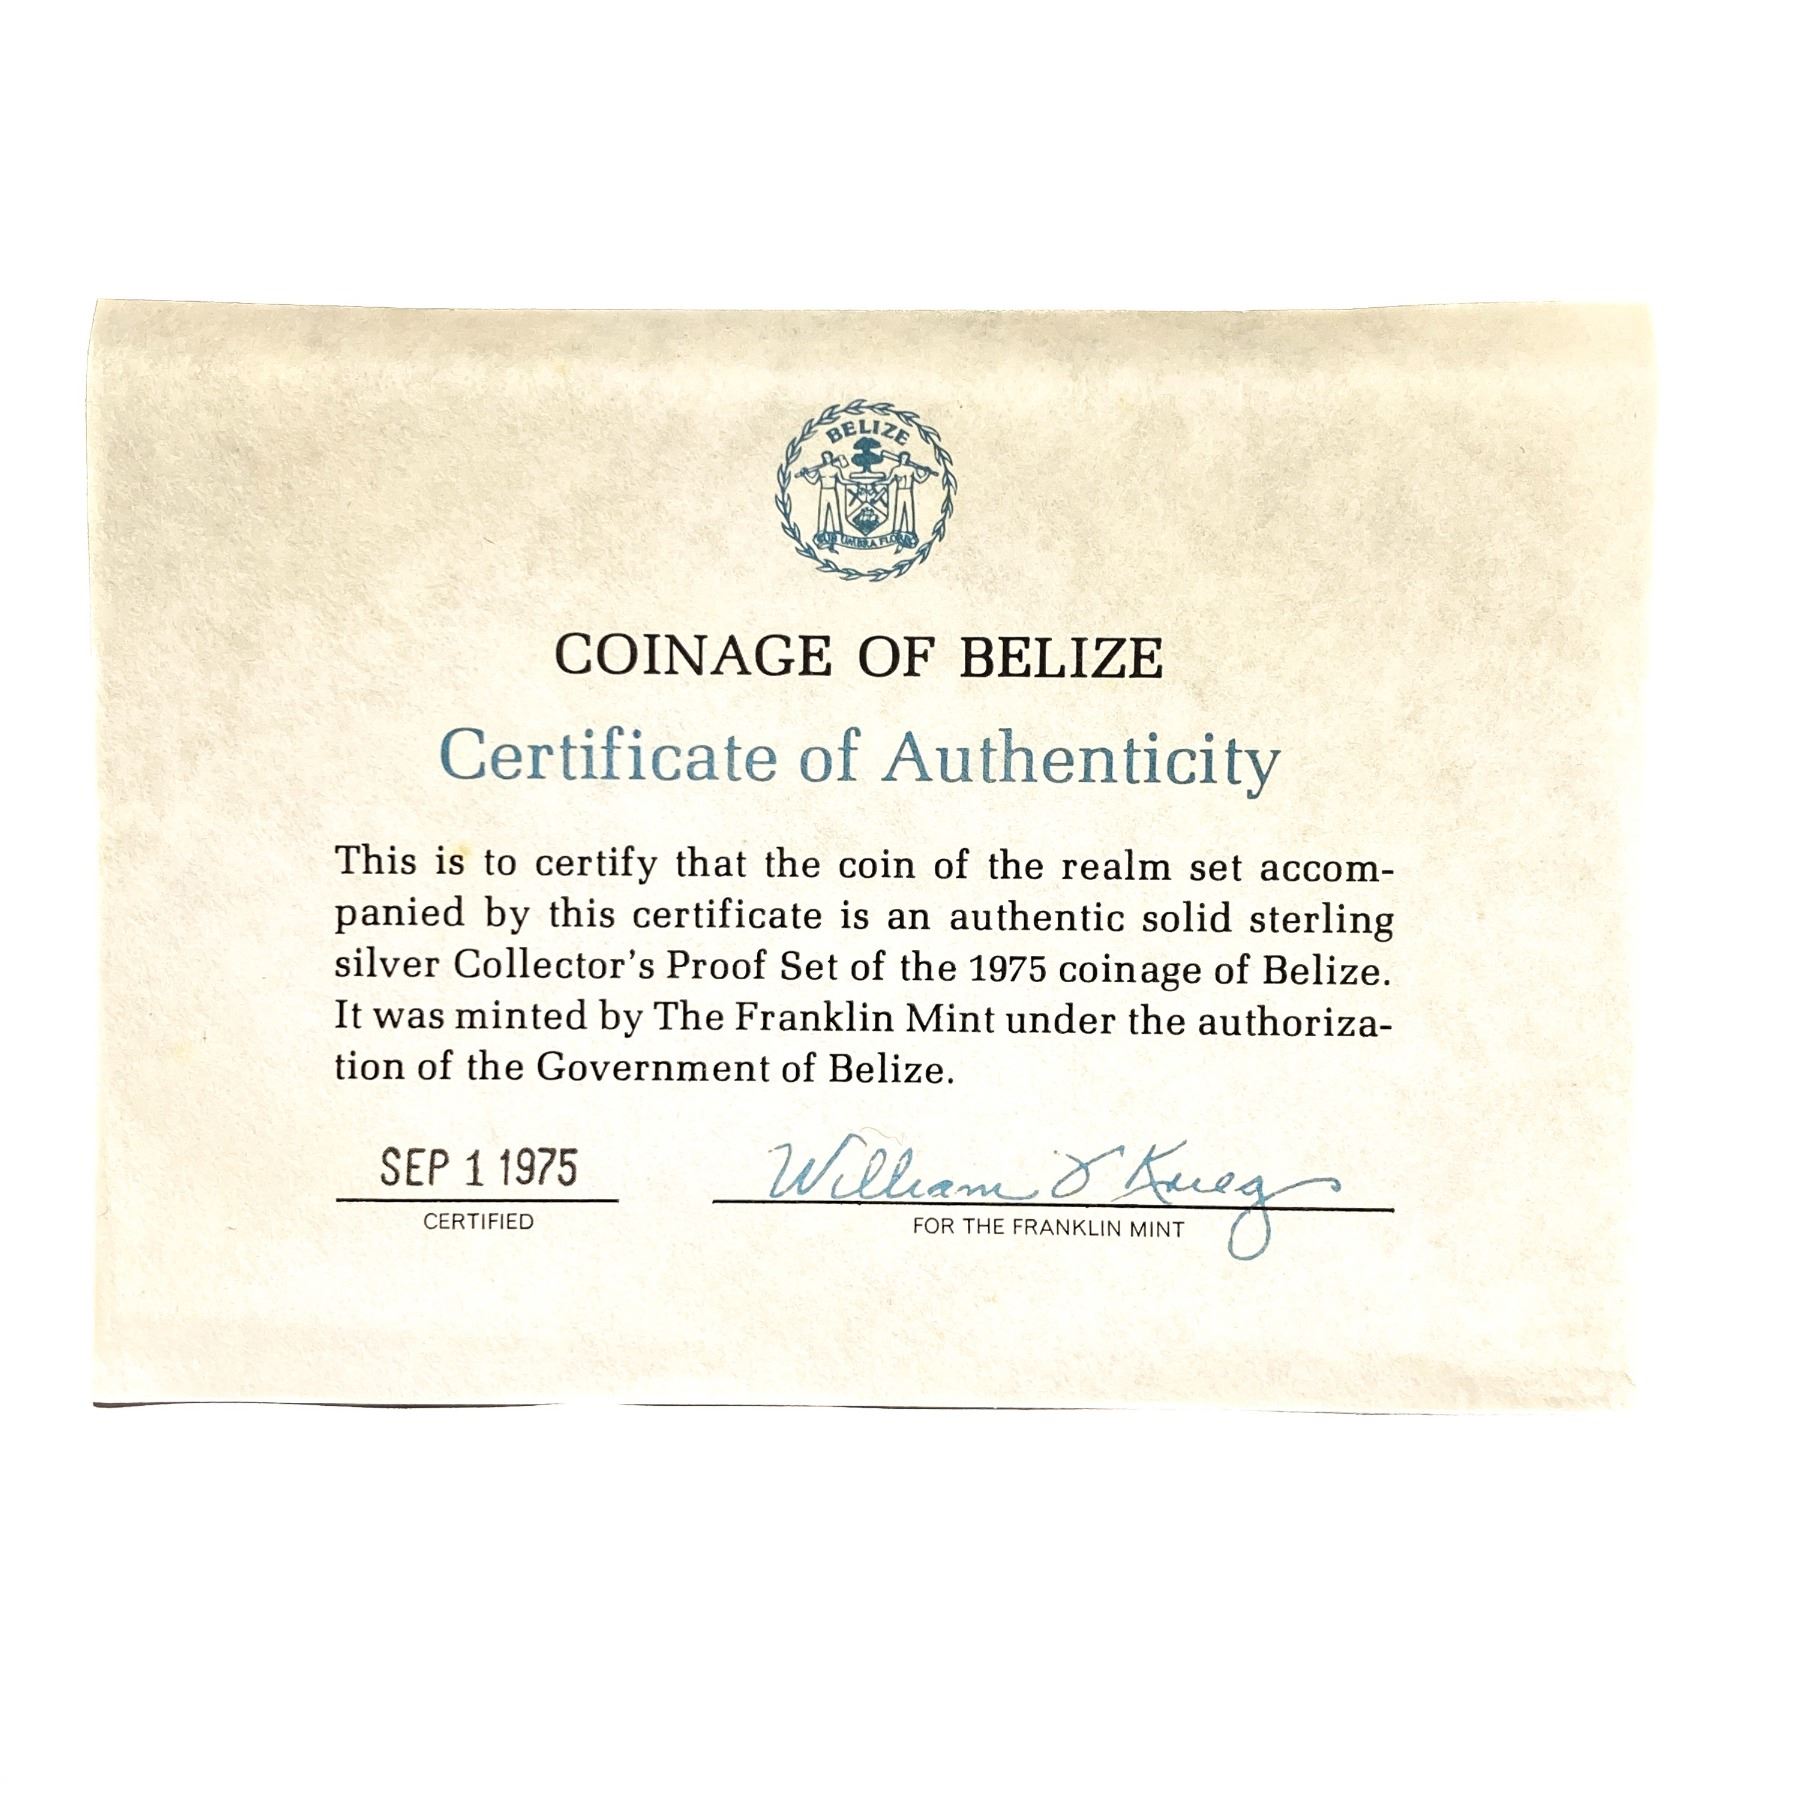 BELIZE
SUB UMBRA FLOREO
COINAGE OF BELIZE
Certificate of Authenticity
This is to certify that the coin of the realm set accom-
panied by this certificate is an authentic solid sterling
silver Collector's Proof Set of the 1975 coinage of Belize.
It was minted by The Franklin Mint under the authoriza-
tion of the Government of Belize.
SEP 1 1975
William Krieg
CERTIFIED
FOR THE FRANKLIN MINT